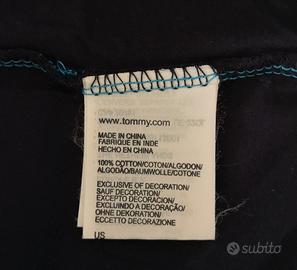 www.tommy.com
MADE IN CHINA
FABRIQUE EN INDE
HECHO EN CHINA
100% COTTON/COTON/ALGODON/
ALGODÃO/BAUMWOLLE/COTONE
EXCLUSIVE OF DECORATION/
SAUF DECORATION/
EXCEPTO DECORACION/
EXCLUINDO A DECORAÇÃO/
OHNE DEKORATION/
ECCETTO DECORAZIONE
US
subito